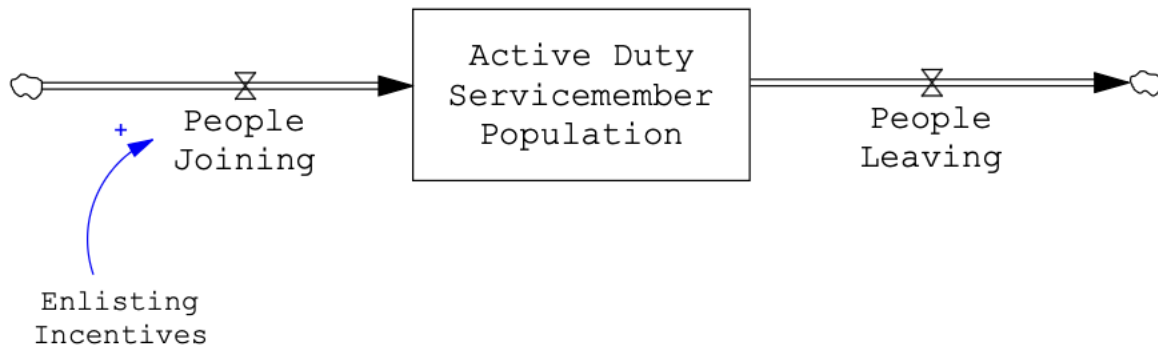 Active Duty
Servicemember
Population
People
Joining
People
Leaving
+
Enlisting
Incentives